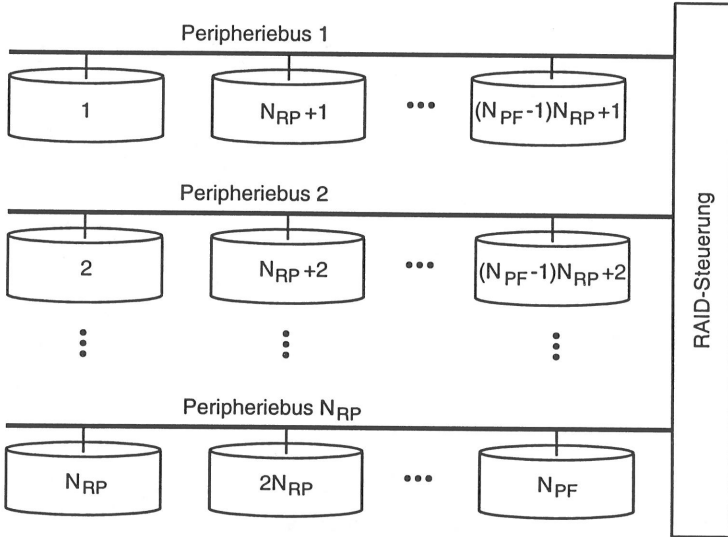 Peripheriebus 1
1
N_RP+1
(N_PF-1)N_RP+1
Peripheriebus 2
2
N_RP+2
(N_PF-1)N_RP+2
Peripheriebus N_RP
N_RP
2N_RP
N_PF
RAID-Steuerung